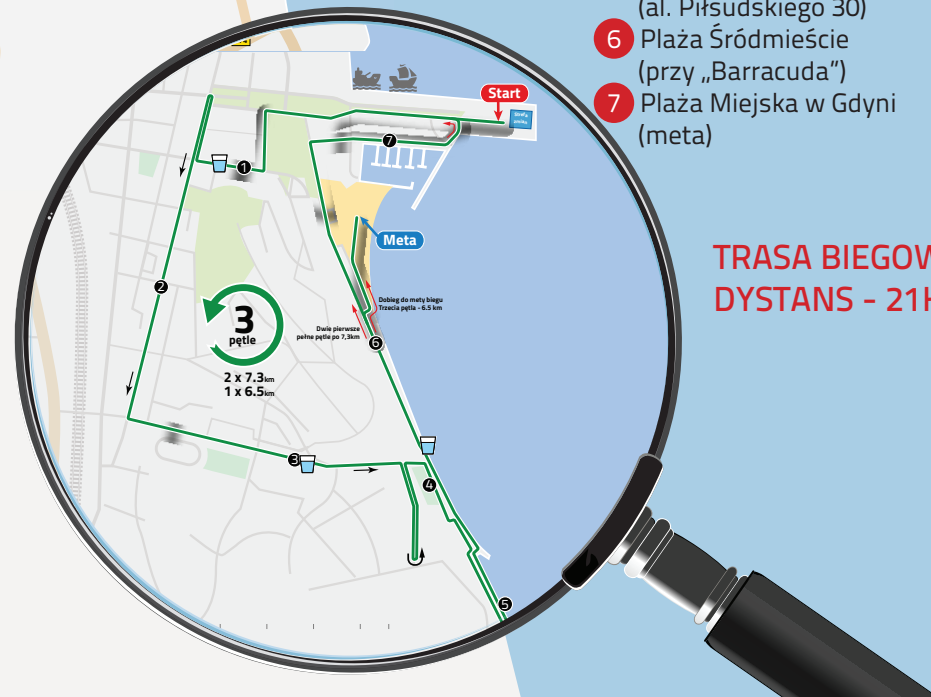 (al. Piłsudskiego 30)
6 Plaża Śródmieście
(przy „Barracuda”)
7 Plaża Miejska w Gdyni
(meta)
TRASA BIEGOW
DYSTANS - 21
Start
7
1
Meta
2
Dobieg do mety biegu
Trzecia pętla - 6.5 km
3
pętle
Dwie pierwsze
pełne pętle po 7,3km
6
2 x 7.3km
1 x 6.5km
3
4
5